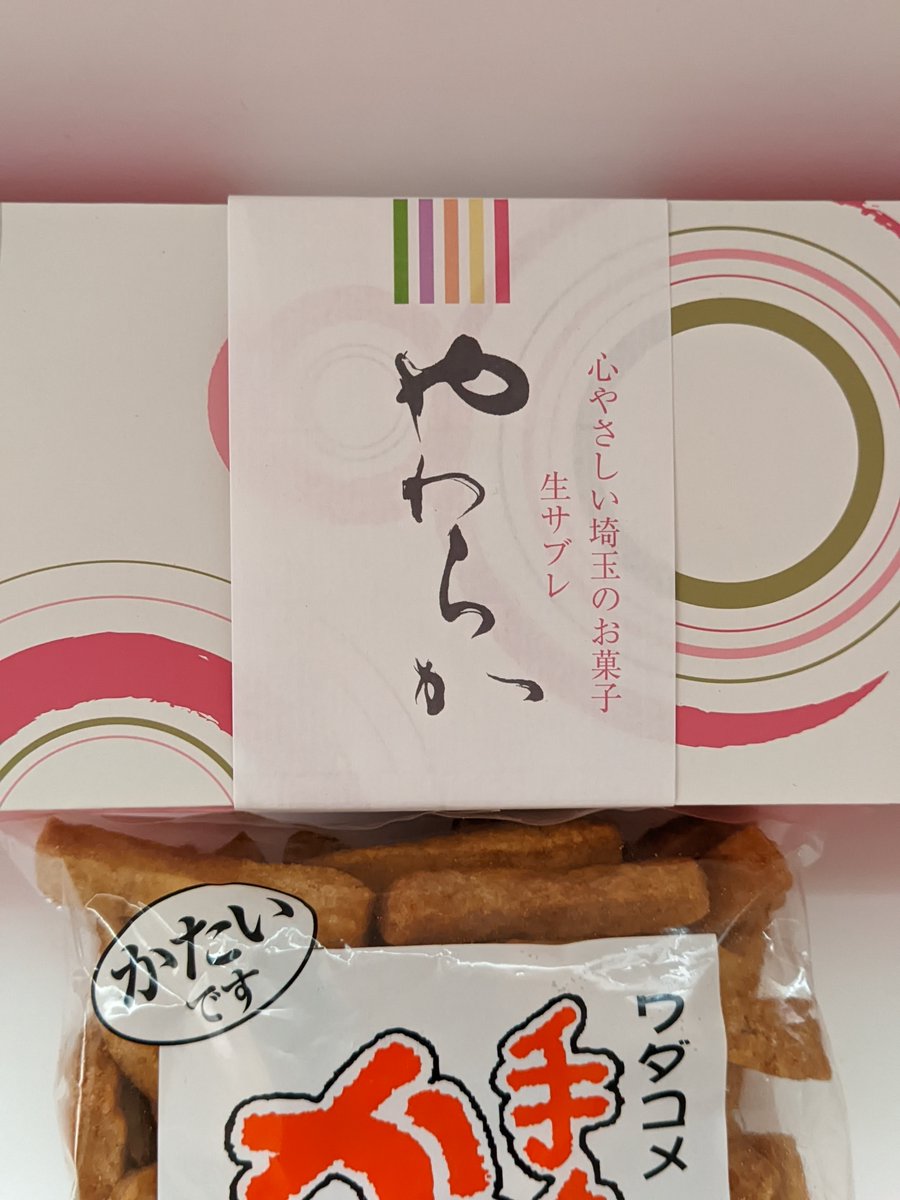 心やさしい埼玉のお菓子
生サブレ
やわらか
かたい
です
ワダコメ
手
か